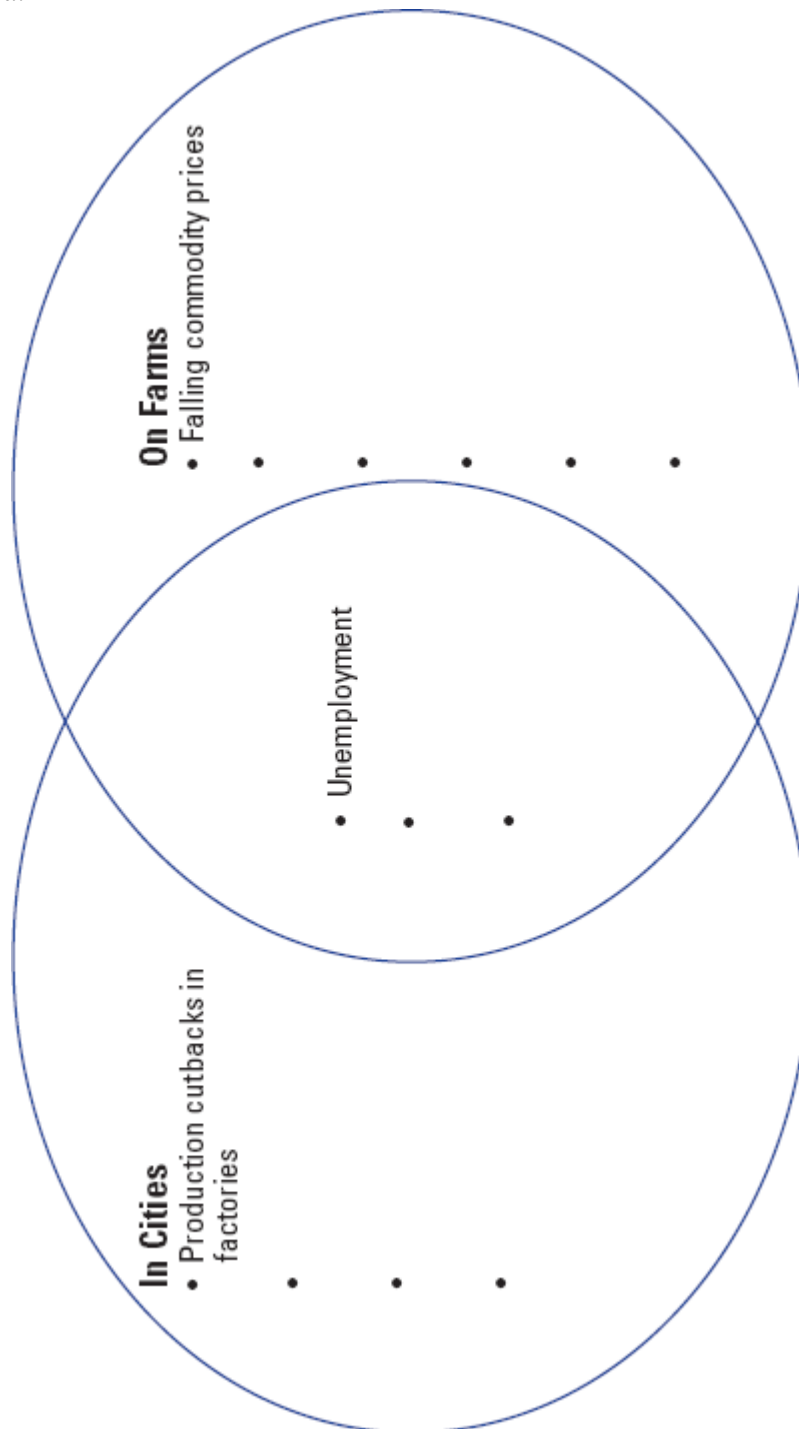 In Cities
• Production cutbacks in
factories
•
•
•
• Unemployment
•
•
On Farms
• Falling commodity prices
•
•
•
•
•